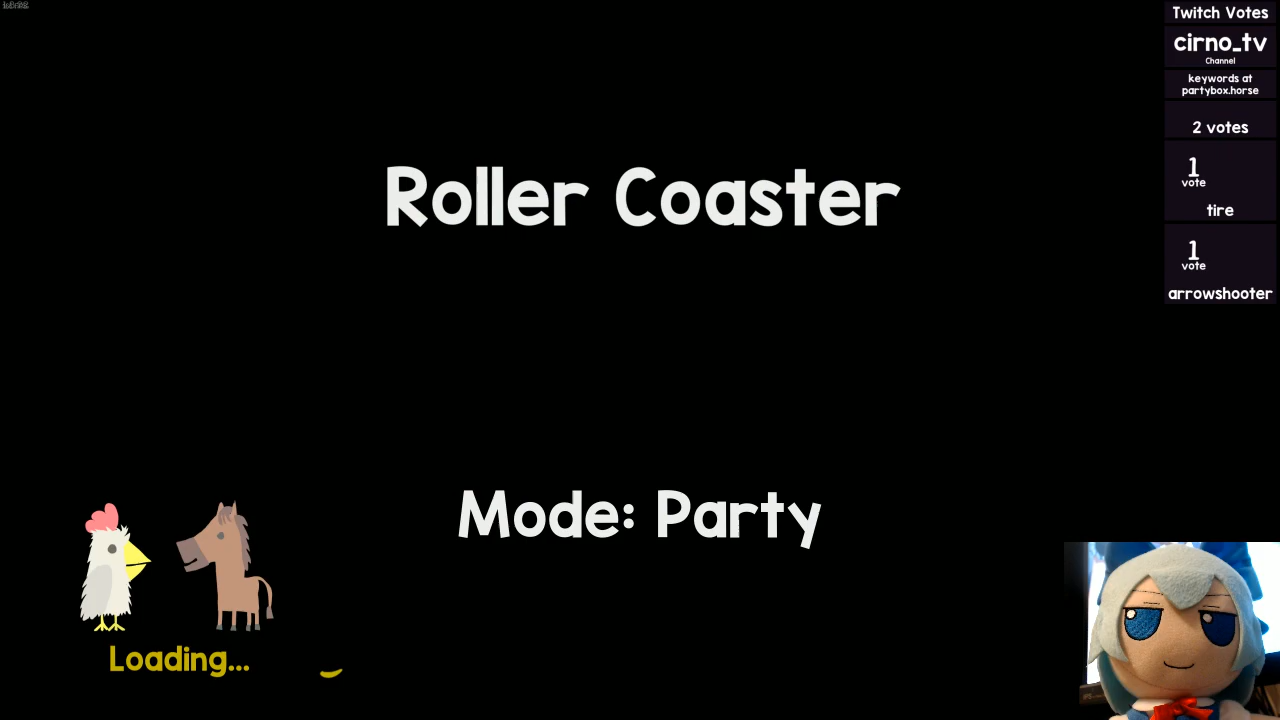 Twitch Votes
cirno_tv
Channel
keywords at
partybox.horse
2 votes
1
vote
tire
1
vote
arrowshooter
Roller Coaster
Mode: Party
Loading...